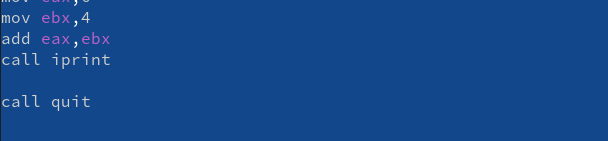 mov ebx,4
add eax,ebx
call iprint
call quit